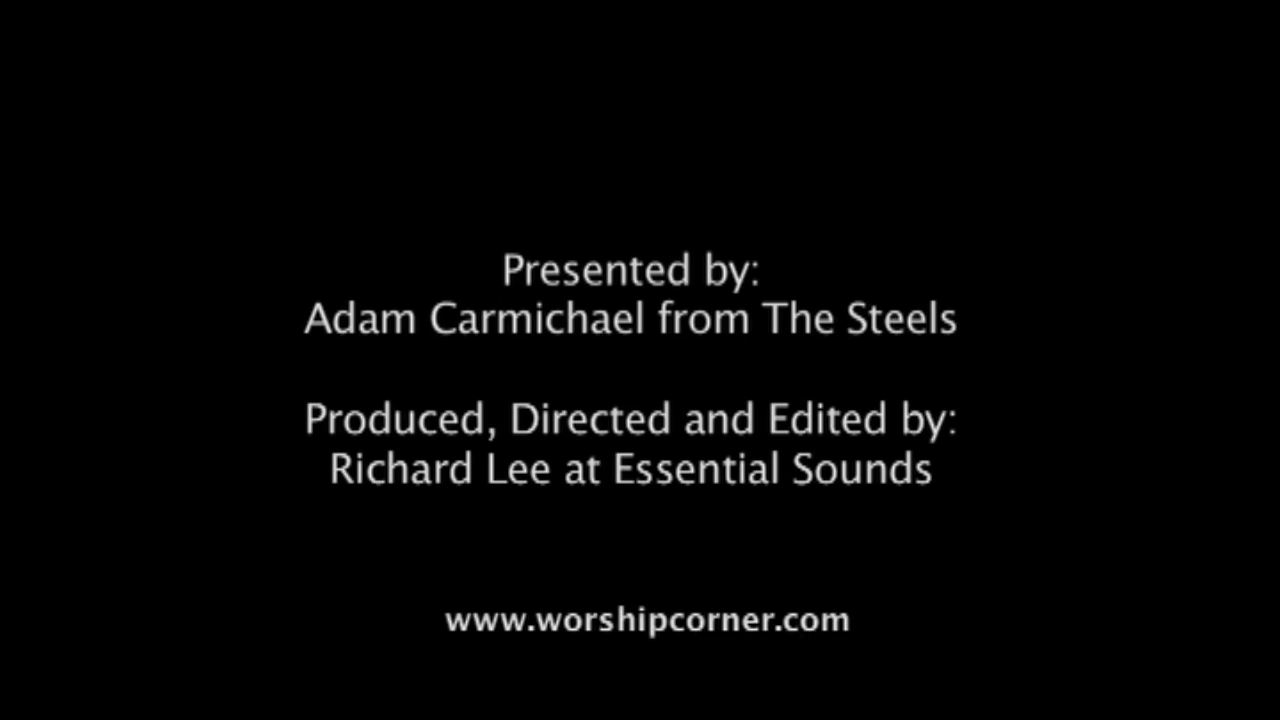 Presented by:
Adam Carmichael from The Steels
Produced, Directed and Edited by:
Richard Lee at Essential Sounds
www.worshipcorner.com